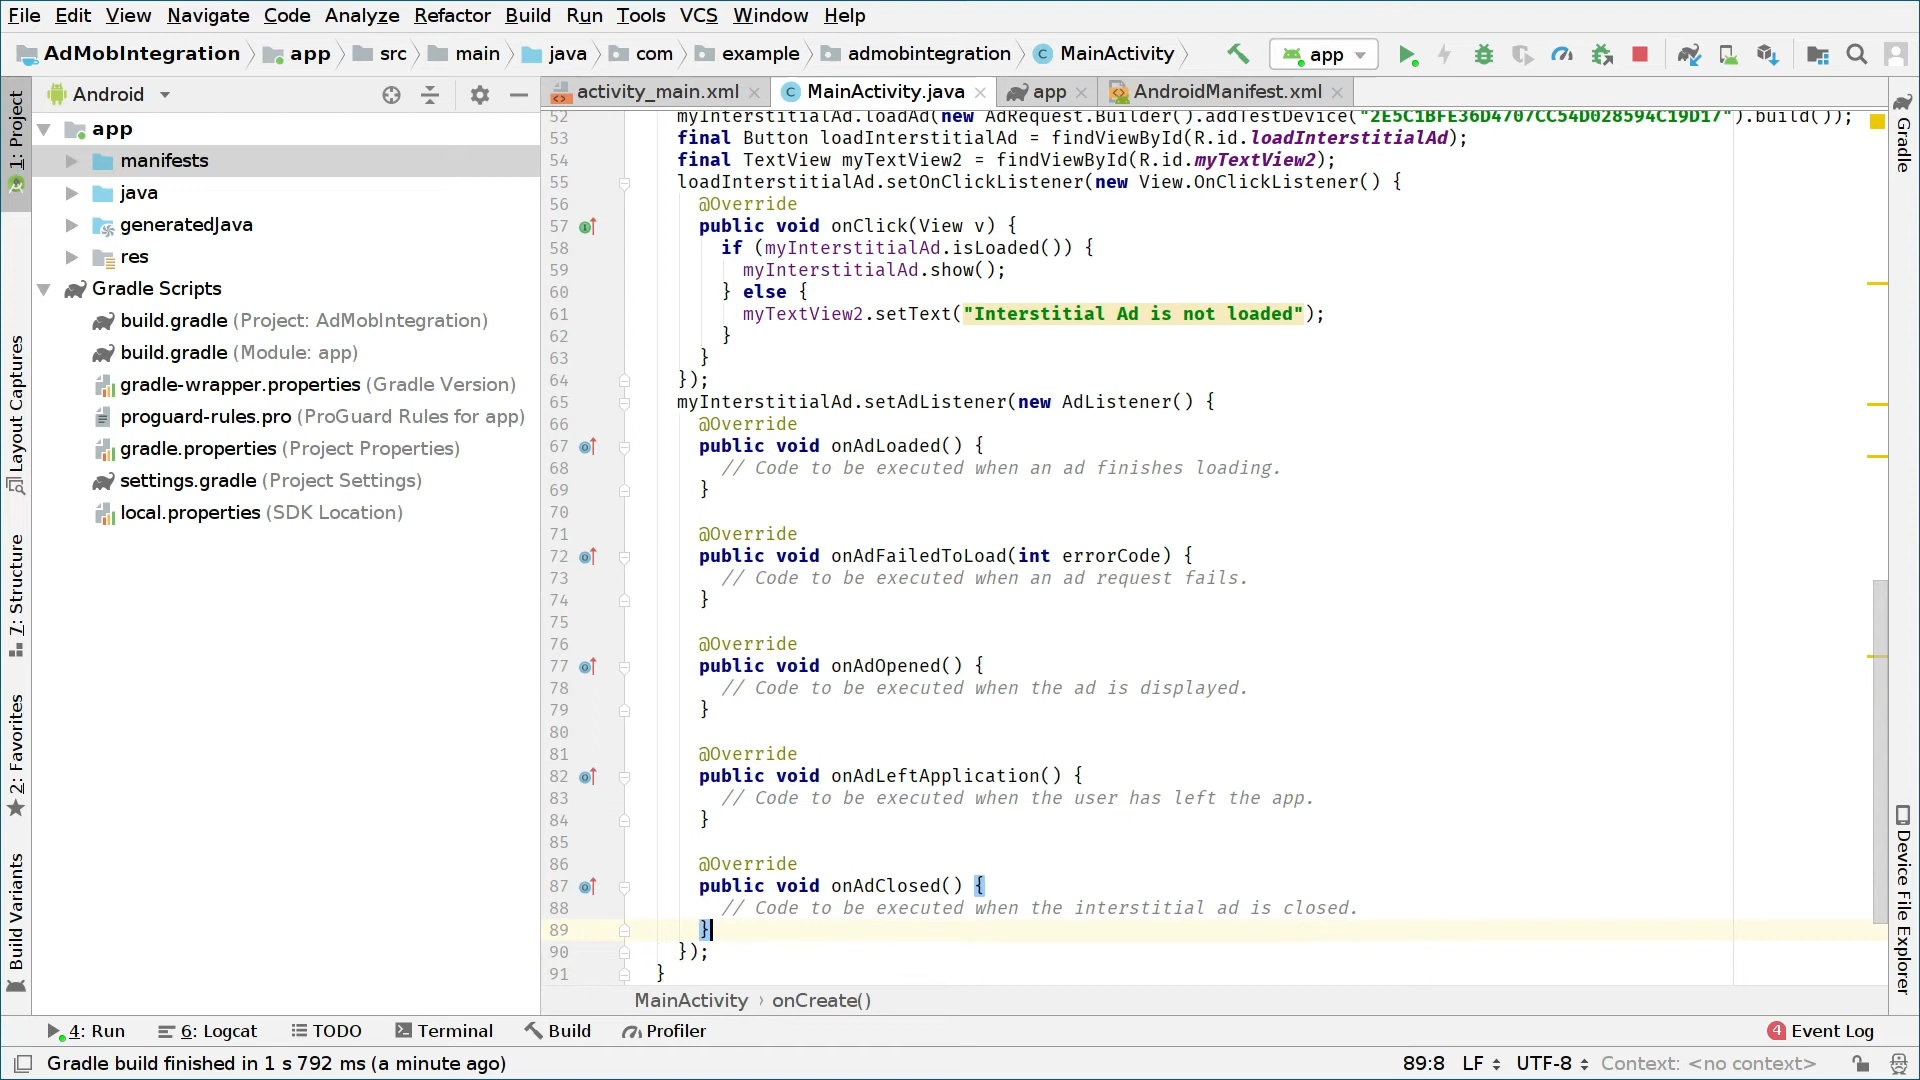 File Edit View Navigate Code Analyze Refactor Build Run Tools VCS Window Help
AdMobIntegration app src main java com example admobintegration MainActivity app
Android activity_main.xml MainActivity.java app AndroidManifest.xml
1: Project
Layout Captures
7: Structure
2: Favorites
Build Variants
app
manifests
java
generatedJava
res
Gradle Scripts
build.gradle (Project: AdMobIntegration)
build.gradle (Module: app)
gradle-wrapper.properties (Gradle Version)
proguard-rules.pro (ProGuard Rules for app)
gradle.properties (Project Properties)
settings.gradle (Project Settings)
local.properties (SDK Location)
52 myInterstitialAd.loadAd(new AdRequest.Builder().addTestDevice("2E5C1BFE36D4707CC54D028594C19D17").build());
53 final Button loadInterstitialAd = findViewById(R.id.loadInterstitialAd);
54 final TextView myTextView2 = findViewById(R.id.myTextView2);
55 loadInterstitialAd.setOnClickListener(new View.OnClickListener() {
56 @Override
57 public void onClick(View v) {
58 if (myInterstitialAd.isLoaded()) {
59 myInterstitialAd.show();
60 } else {
61 myTextView2.setText("Interstitial Ad is not loaded");
62 }
63 }
64 });
65 myInterstitialAd.setAdListener(new AdListener() {
66 @Override
67 public void onAdLoaded() {
68 // Code to be executed when an ad finishes loading.
69 }
70
71 @Override
72 public void onAdFailedToLoad(int errorCode) {
73 // Code to be executed when an ad request fails.
74 }
75
76 @Override
77 public void onAdOpened() {
78 // Code to be executed when the ad is displayed.
79 }
80
81 @Override
82 public void onAdLeftApplication() {
83 // Code to be executed when the user has left the app.
84 }
85
86 @Override
87 public void onAdClosed() {
88 // Code to be executed when the interstitial ad is closed.
89 }
90 });
91 }
MainActivity › onCreate()
Gradle
Device File Explorer
4: Run 6: Logcat TODO Terminal Build Profiler 4 Event Log
Gradle build finished in 1 s 792 ms (a minute ago) 89:8 LF UTF-8 Context: <no context>